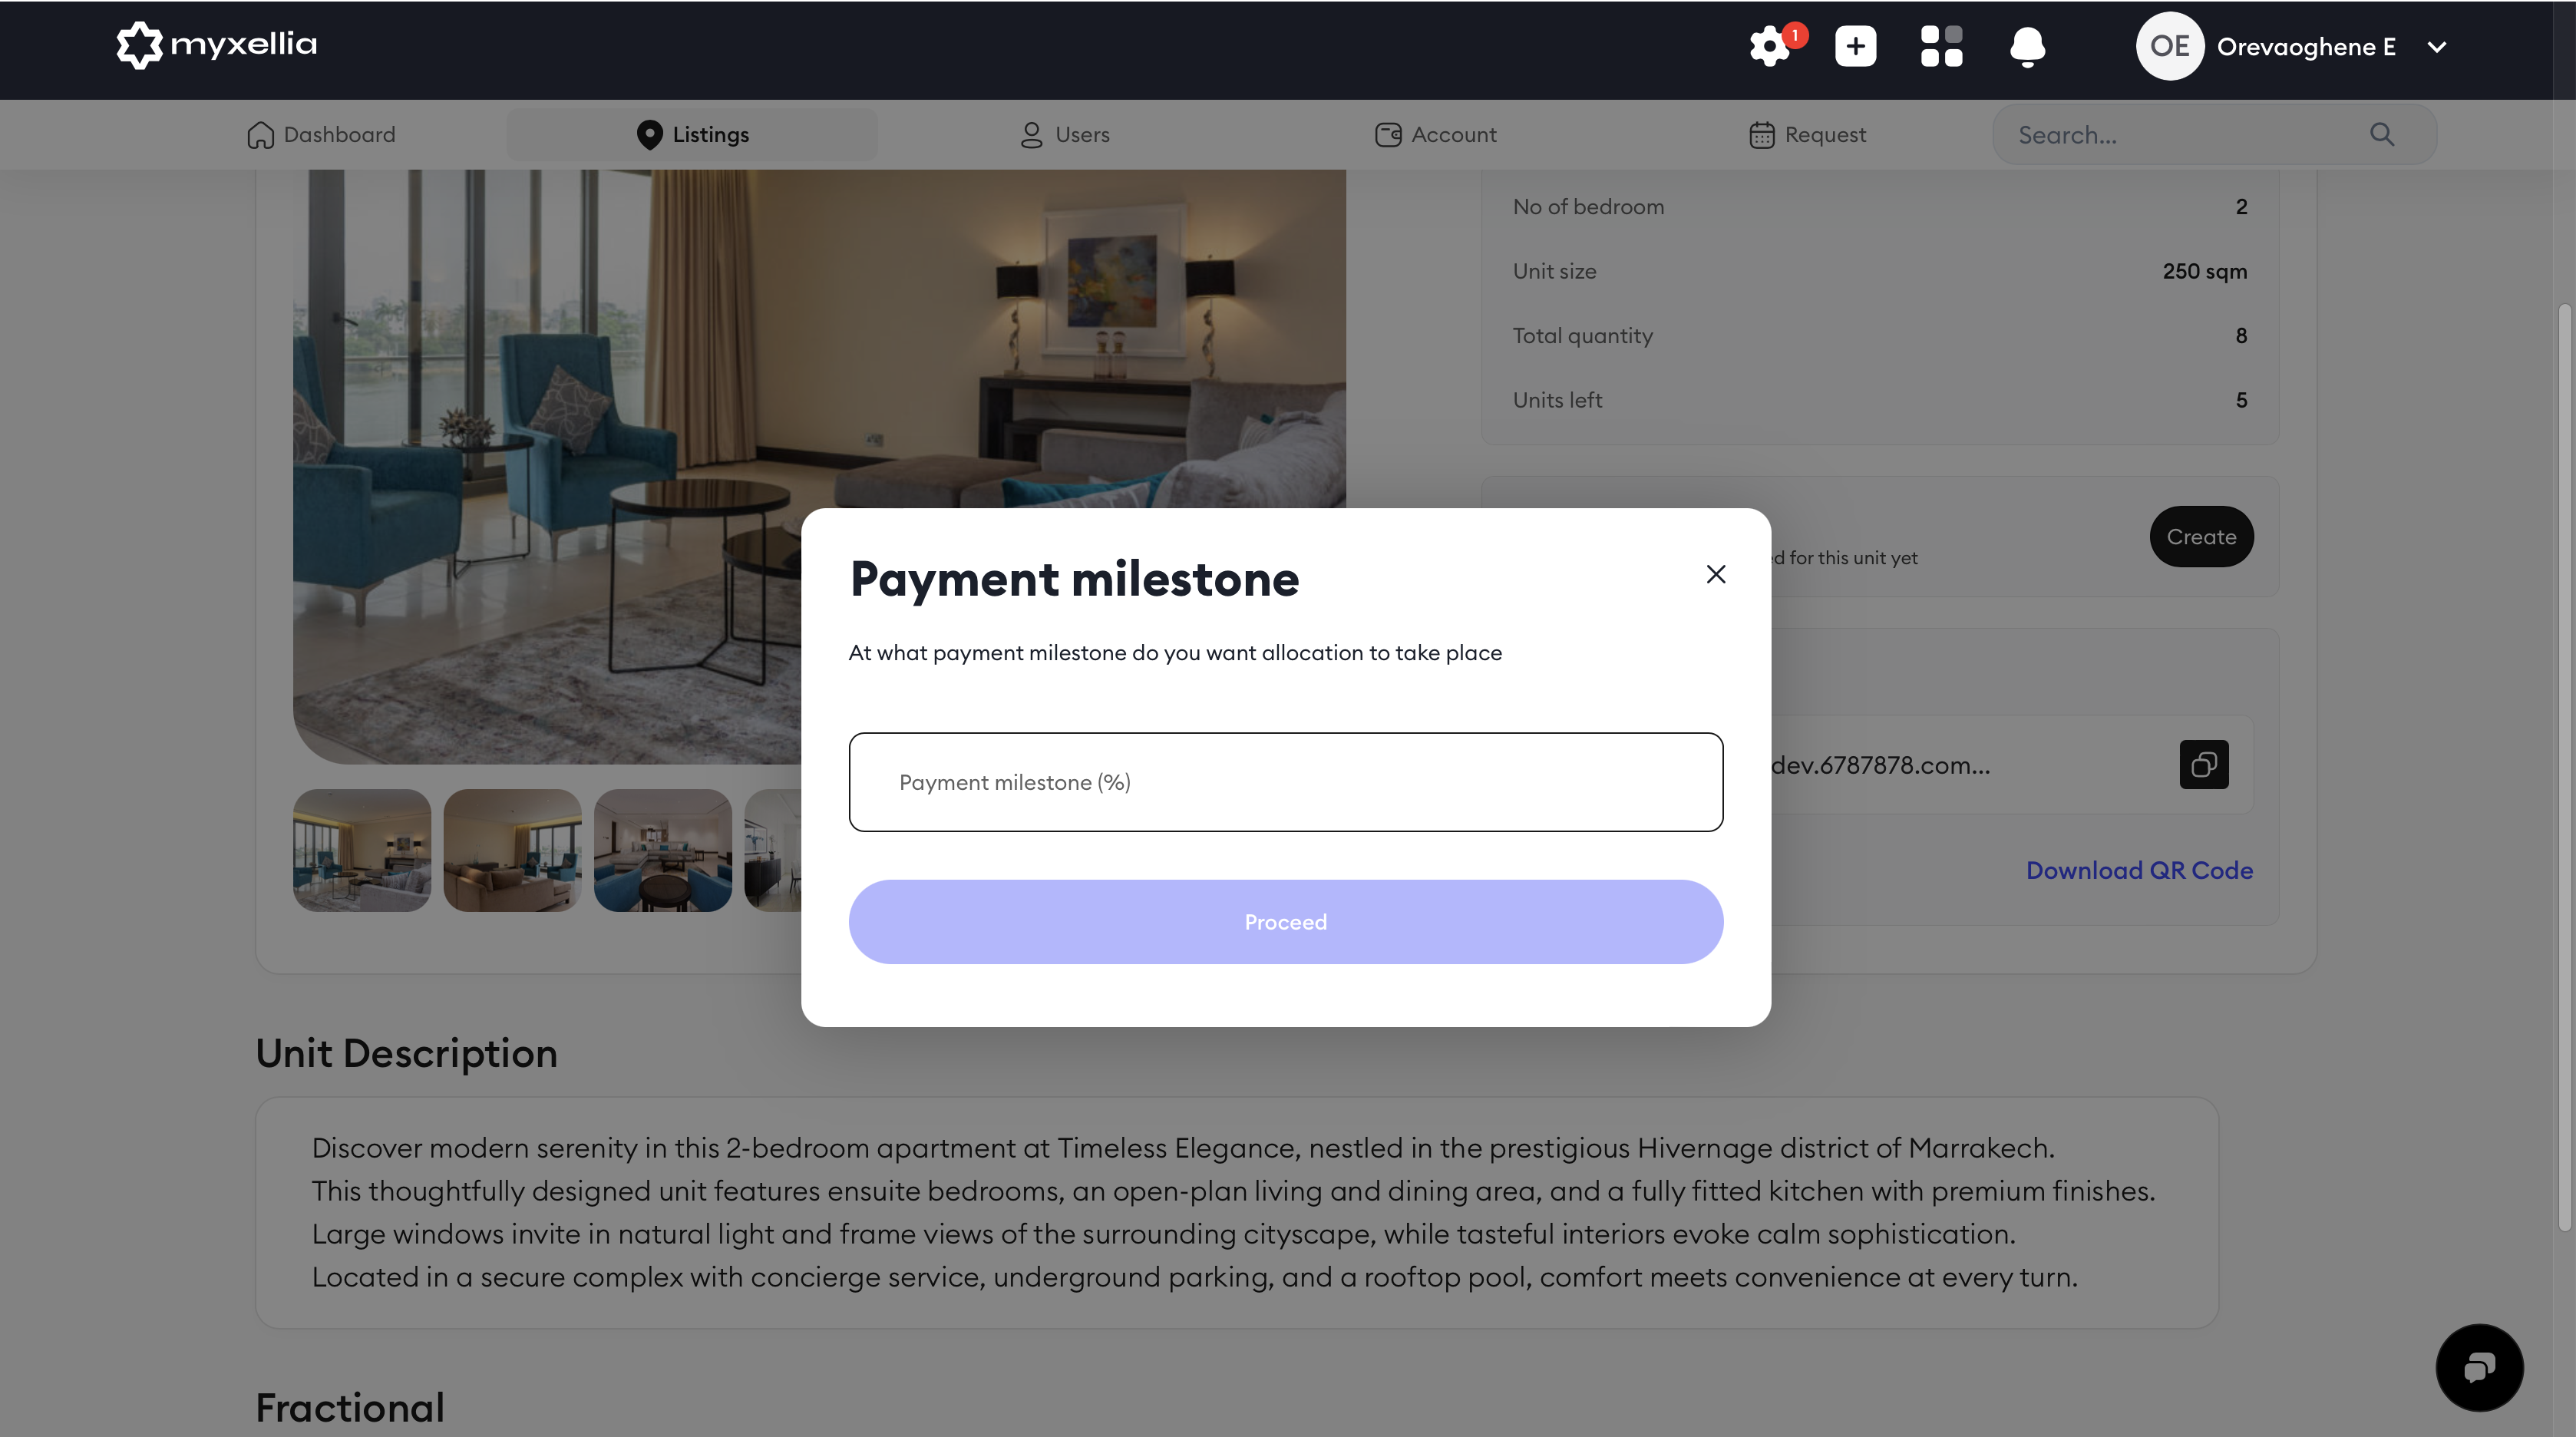 myxellia
1
OE
Orevaoghene E
Dashboard
Listings
Users
Account
Request
Search...
No of bedroom 2
Unit size 250 sqm
Total quantity 8
Units left 5
Create
for this unit yet
Payment milestone
At what payment milestone do you want allocation to take place
Payment milestone (%)
Proceed
dev.6787878.com...
Download QR Code
Unit Description
Discover modern serenity in this 2-bedroom apartment at Timeless Elegance, nestled in the prestigious Hivernage district of Marrakech.
This thoughtfully designed unit features ensuite bedrooms, an open-plan living and dining area, and a fully fitted kitchen with premium finishes.
Large windows invite in natural light and frame views of the surrounding cityscape, while tasteful interiors evoke calm sophistication.
Located in a secure complex with concierge service, underground parking, and a rooftop pool, comfort meets convenience at every turn.
Fractional